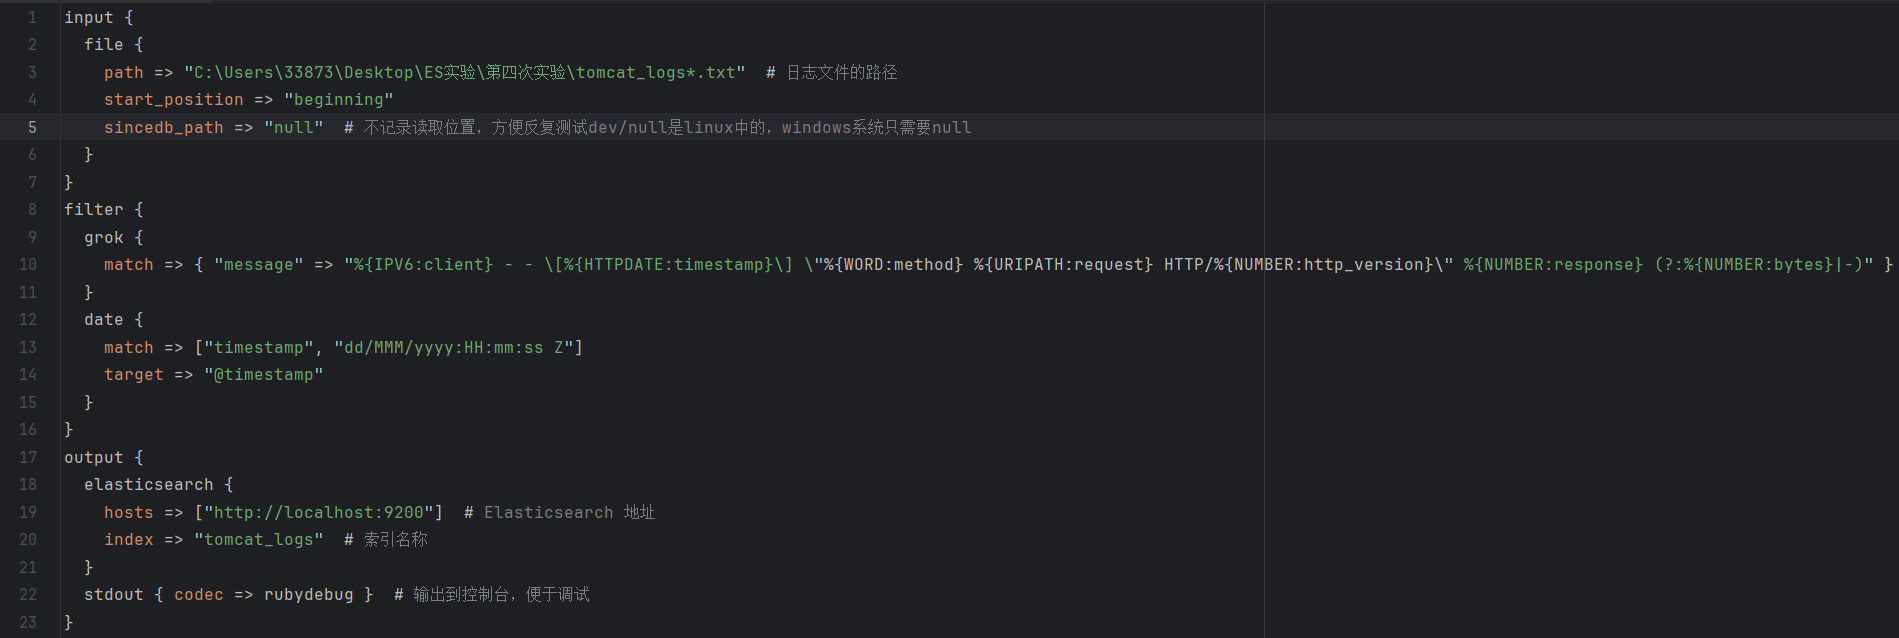 1 input {
2 file {
3 path => "C:\Users\33873\Desktop\ES实验\第四次实验\tomcat_logs*.txt" # 日志文件的路径
4 start_position => "beginning"
5 sincedb_path => "null" # 不记录读取位置，方便反复测试dev/null是linux中的，windows系统只需要null
6 }
7 }
8 filter {
9 grok {
10 match => { "message" => "%{IPV6:client} - - \[%{HTTPDATE:timestamp}\] \"%{WORD:method} %{URIPATH:request} HTTP/%{NUMBER:http_version}\" %{NUMBER:response} (?:%{NUMBER:bytes}|-)" }
11 }
12 date {
13 match => ["timestamp", "dd/MMM/yyyy:HH:mm:ss Z"]
14 target => "@timestamp"
15 }
16 }
17 output {
18 elasticsearch {
19 hosts => ["http://localhost:9200"] # Elasticsearch 地址
20 index => "tomcat_logs" # 索引名称
21 }
22 stdout { codec => rubydebug } # 输出到控制台，便于调试
23 }